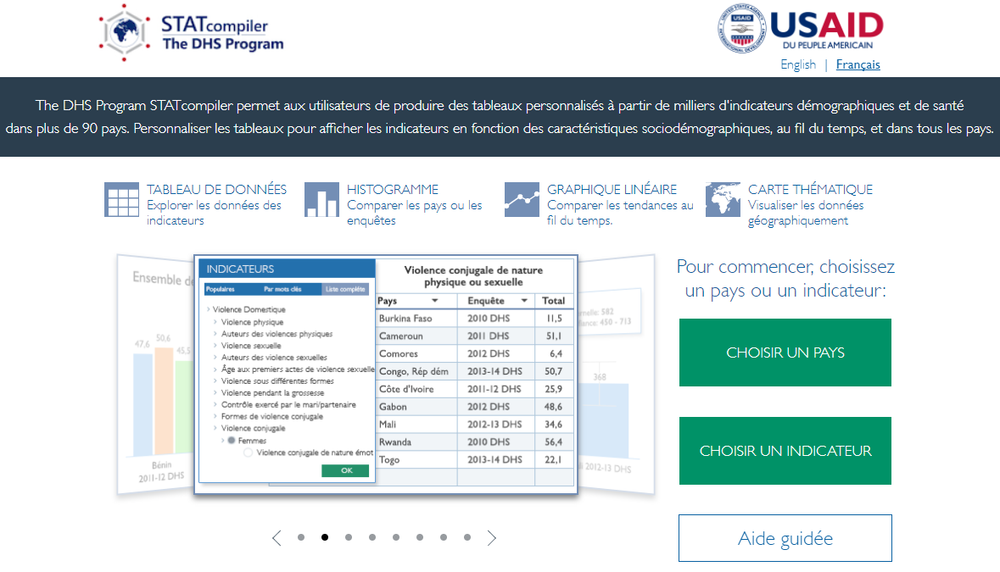 STATcompiler
The DHS Program
USAID
USAID
DU PEUPLE AMERICAIN
English | Français
The DHS Program STATcompiler permet aux utilisateurs de produire des tableaux personnalisés à partir de milliers d'indicateurs démographiques et de santé
dans plus de 90 pays. Personnaliser les tableaux pour afficher les indicateurs en fonction des caractéristiques sociodémographiques, au fil du temps, et dans tous les pays.
TABLEAU DE DONNÉES
Explorer les données des
indicateurs
HISTOGRAMME
Comparer les pays ou les
enquêtes
GRAPHIQUE LINÉAIRE
Comparer les tendances au
fil du temps.
CARTE THÉMATIQUE
Visualiser les données
géographiquement
Ensemble de
47,6 50,6 45,5
Bénin
2011-12 DHS
INDICATEURS
Populaires Par mots clés Liste complète
Violence Domestique
Violence physique
Auteurs des violences physiques
Violence sexuelle
Auteurs des violences sexuelles
Âge aux premiers actes de violence sexuelle
Violence sous différentes formes
Violence pendant la grossesse
Contrôle exercé par le mari/partenaire
Formes de violence conjugale
Violence conjugale
Femmes
Violence conjugale de nature émot
OK
Violence conjugale de nature
physique ou sexuelle
Pays Enquête Total
Burkina Faso 2010 DHS 11,5
Cameroun 2011 DHS 51,1
Comores 2012 DHS 6,4
Congo, Rép dém 2013-14 DHS 50,7
Côte d'Ivoire 2011-12 DHS 25,9
Gabon 2012 DHS 48,6
Mali 2012-13 DHS 34,6
Rwanda 2010 DHS 56,4
Togo 2013-14 DHS 22,1
: 582
: 450 - 713
368
2012-13 DHS
Pour commencer, choisissez
un pays ou un indicateur:
CHOISIR UN PAYS
CHOISIR UN INDICATEUR
Aide guidée